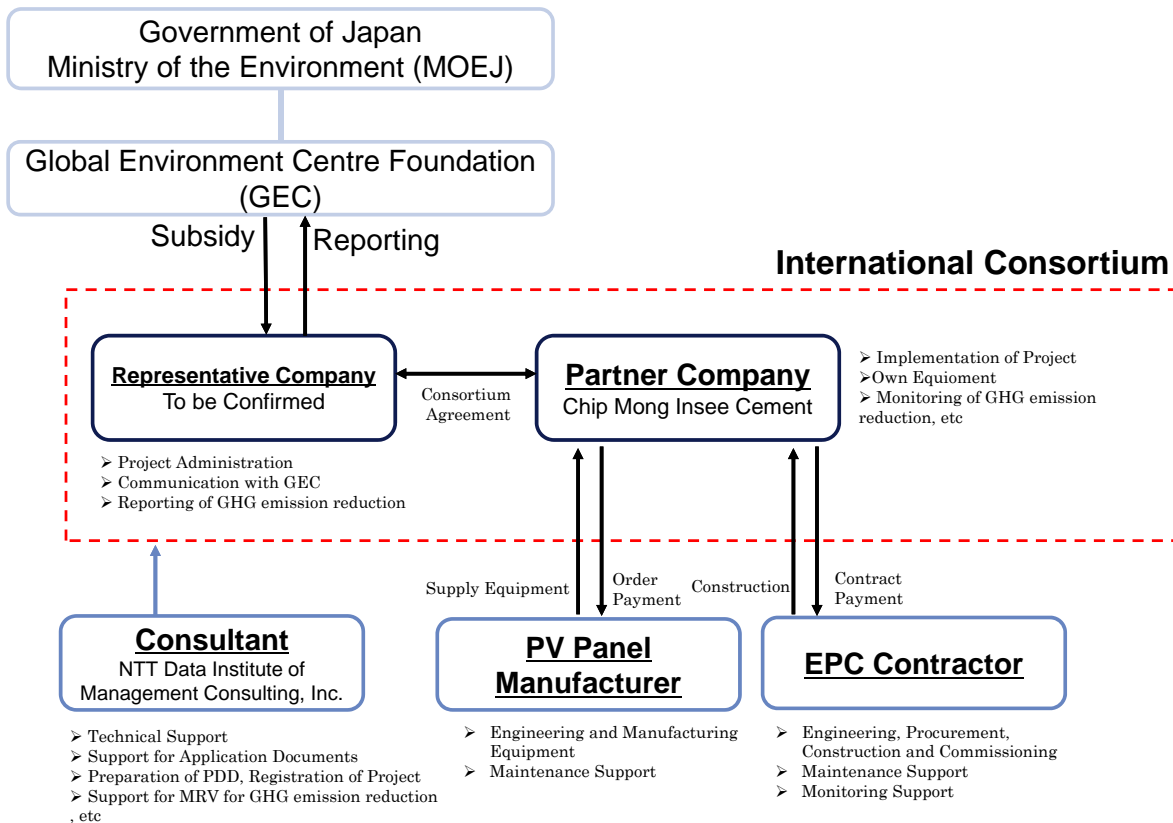 Government of Japan
Ministry of the Environment (MOEJ)
Global Environment Centre Foundation
(GEC)
Subsidy
Reporting
International Consortium
Representative Company
To be Confirmed
Consortium
Agreement
Partner Company
Chip Mong Insee Cement
➢ Implementation of Project
➢Own Equioment
➢ Monitoring of GHG emission
reduction, etc
➢ Project Administration
➢ Communication with GEC
➢ Reporting of GHG emission reduction
Supply Equipment
Order
Payment
Construction
Contract
Payment
Consultant
NTT Data Institute of
Management Consulting, Inc.
PV Panel
Manufacturer
EPC Contractor
➢ Technical Support
➢ Support for Application Documents
➢ Preparation of PDD, Registration of Project
➢ Support for MRV for GHG emission reduction
, etc
➢ Engineering and Manufacturing
Equipment
➢ Maintenance Support
➢ Engineering, Procurement,
Construction and Commissioning
➢ Maintenance Support
➢ Monitoring Support